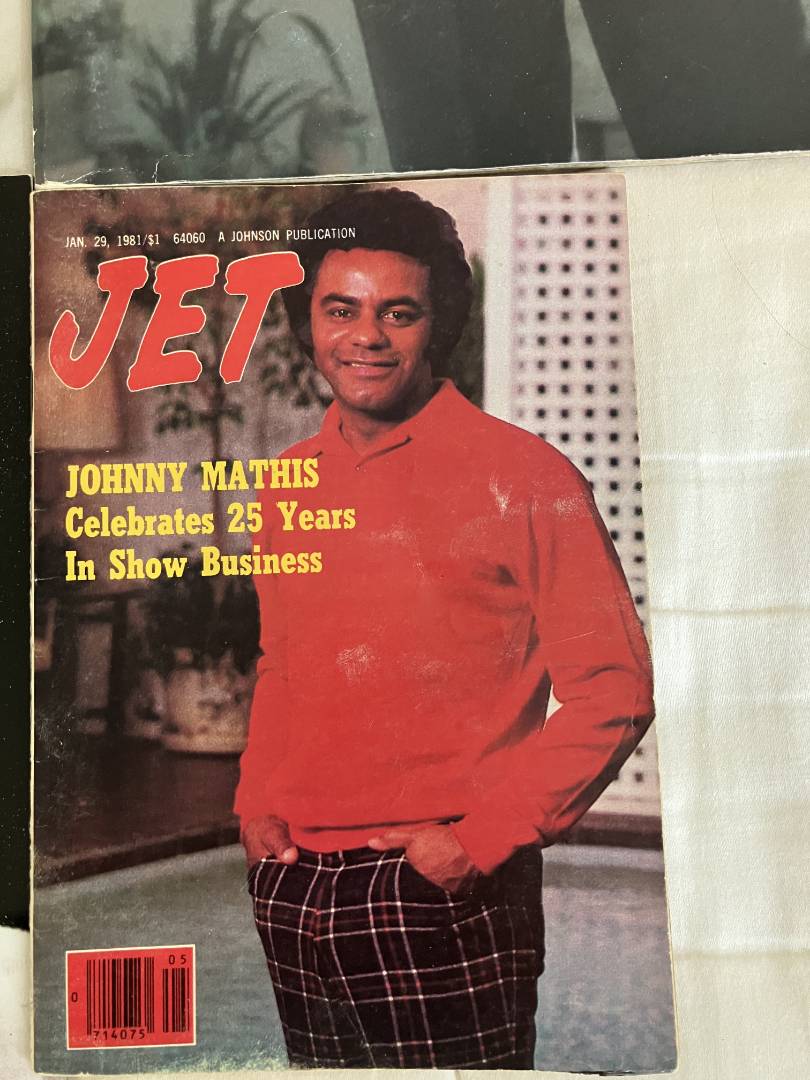 JAN. 29, 1981/$1 64060 A JOHNSON PUBLICATION
JET
JOHNNY MATHIS
Celebrates 25 Years
In Show Business
05
0
714075